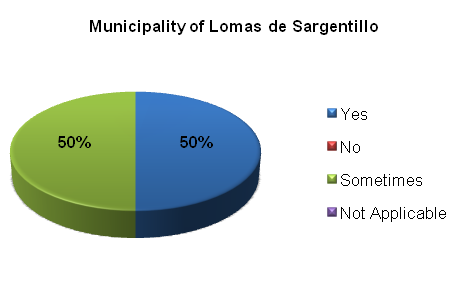 Municipality of Lomas de Sargentillo
50%
50%
Yes
No
Sometimes
Not Applicable